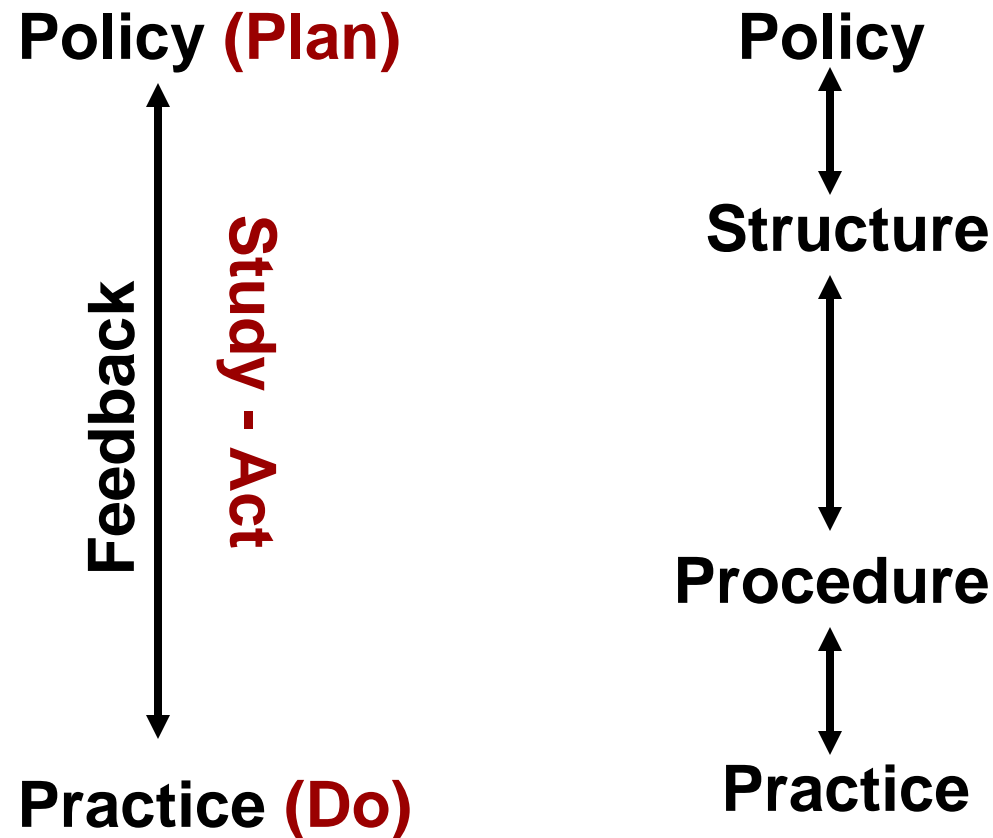 Policy (Plan)
Feedback
Study - Act
Practice (Do)
Policy
Structure
Procedure
Practice